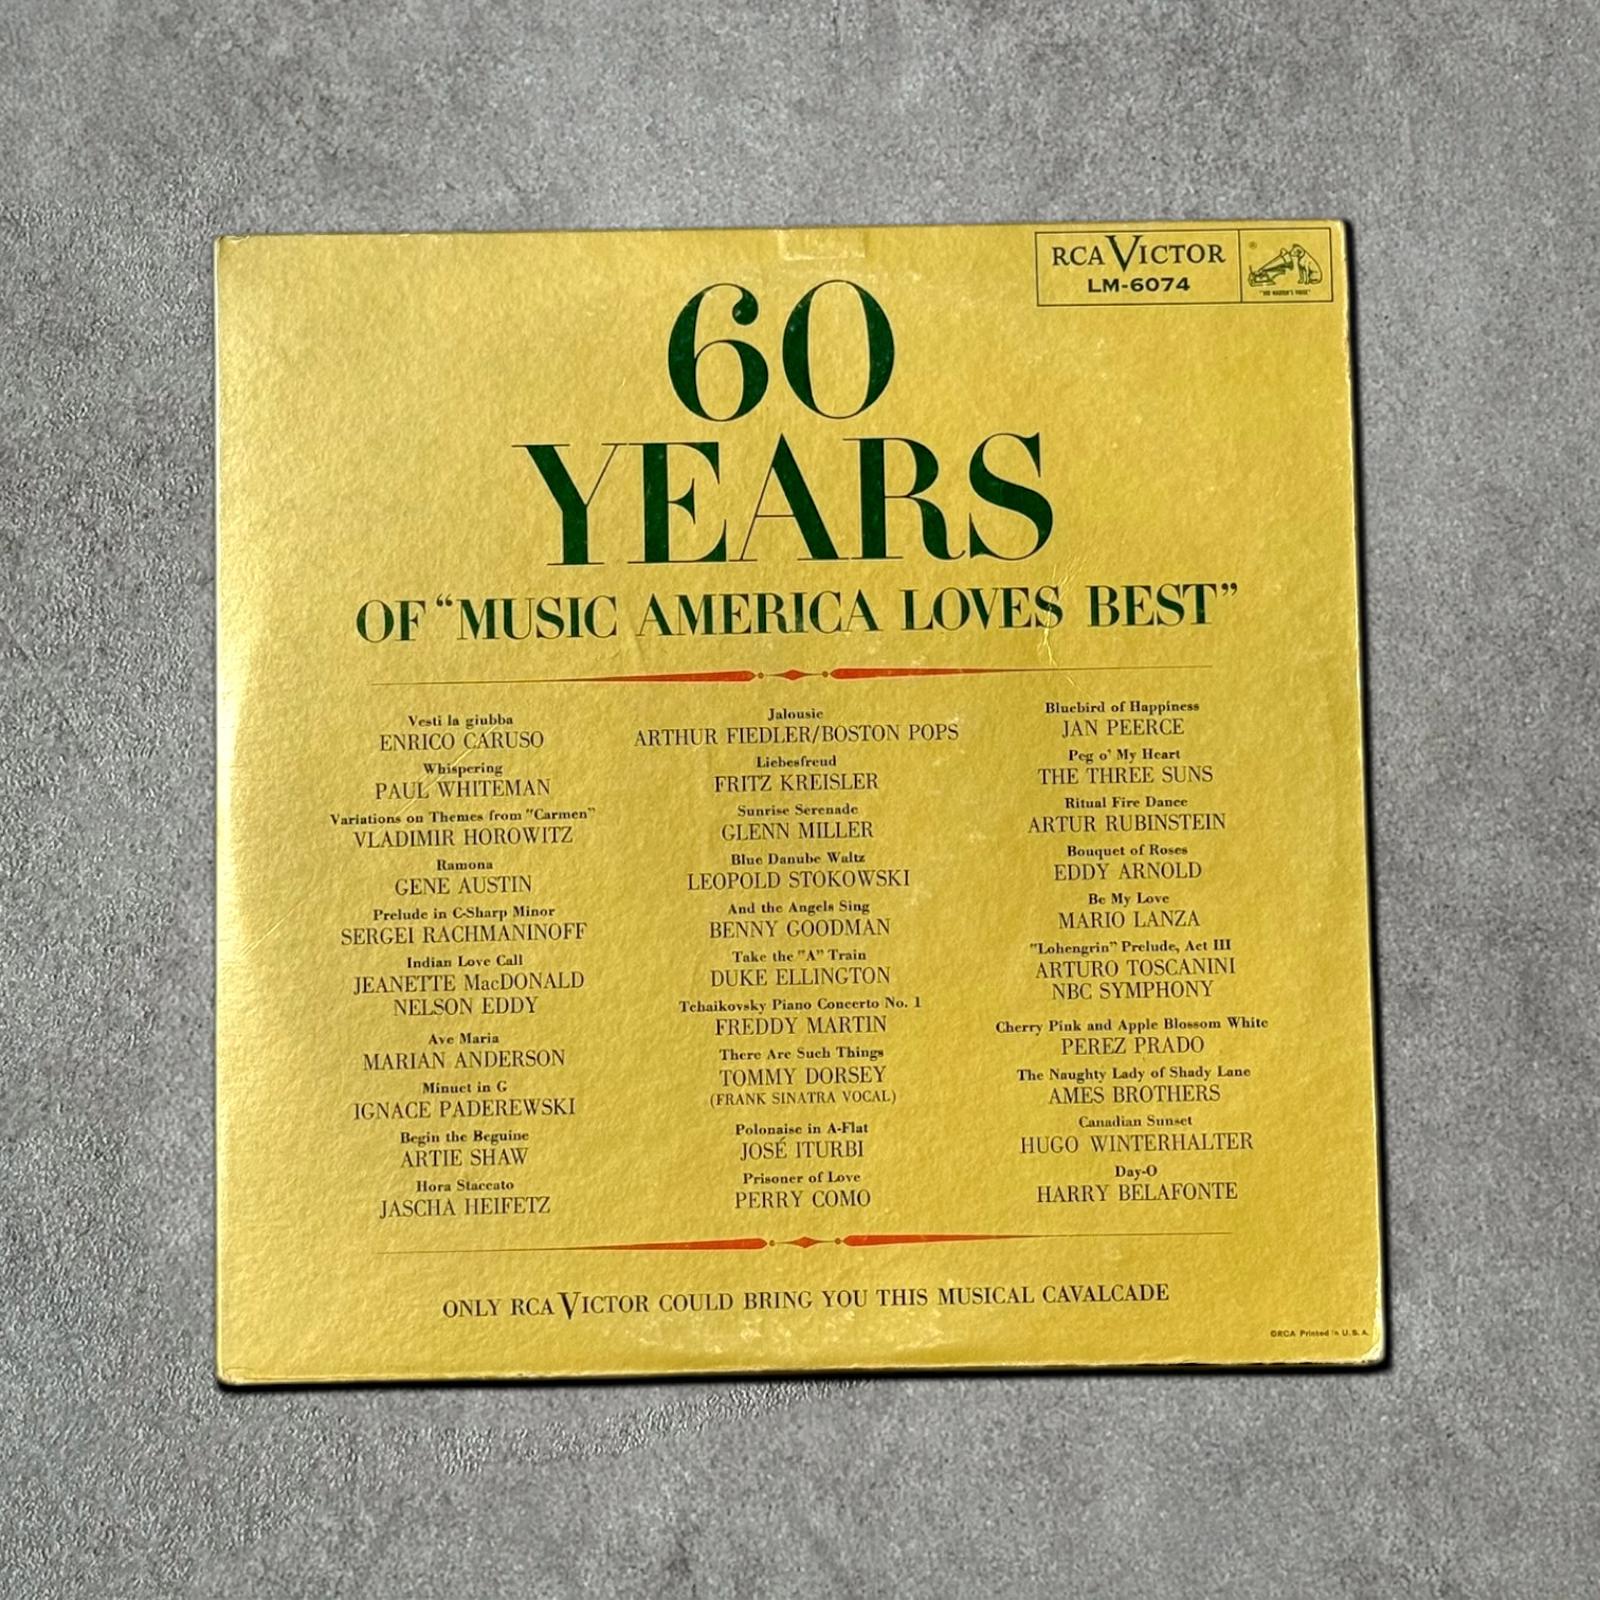 RCA VICTOR
LM-6074
®
"HIS MASTER'S VOICE"
60
YEARS
OF "MUSIC AMERICA LOVES BEST"
Vesti la giubba
ENRICO CARUSO
Whispering
PAUL WHITEMAN
Variations on Themes from "Carmen"
VLADIMIR HOROWITZ
Ramona
GENE AUSTIN
Prelude in C-Sharp Minor
SERGEI RACHMANINOFF
Indian Love Call
JEANETTE MacDONALD
NELSON EDDY
Ave Maria
MARIAN ANDERSON
Minuet in G
IGNACE PADEREWSKI
Begin the Beguine
ARTIE SHAW
Hora Staccato
JASCHA HEIFETZ
Jalousie
ARTHUR FIEDLER/BOSTON POPS
Liebesfreud
FRITZ KREISLER
Sunrise Serenade
GLENN MILLER
Blue Danube Waltz
LEOPOLD STOKOWSKI
And the Angels Sing
BENNY GOODMAN
Take the "A" Train
DUKE ELLINGTON
Tchaikovsky Piano Concerto No. 1
FREDDY MARTIN
There Are Such Things
TOMMY DORSEY
(FRANK SINATRA VOCAL)
Polonaise in A-Flat
JOSÉ ITURBI
Prisoner of Love
PERRY COMO
Bluebird of Happiness
JAN PEERCE
Peg o' My Heart
THE THREE SUNS
Ritual Fire Dance
ARTUR RUBINSTEIN
Bouquet of Roses
EDDY ARNOLD
Be My Love
MARIO LANZA
"Lohengrin" Prelude, Act III
ARTURO TOSCANINI
NBC SYMPHONY
Cherry Pink and Apple Blossom White
PEREZ PRADO
The Naughty Lady of Shady Lane
AMES BROTHERS
Canadian Sunset
HUGO WINTERHALTER
Day-O
HARRY BELAFONTE
ONLY RCA VICTOR COULD BRING YOU THIS MUSICAL CAVALCADE
©RCA Printed in U.S.A.